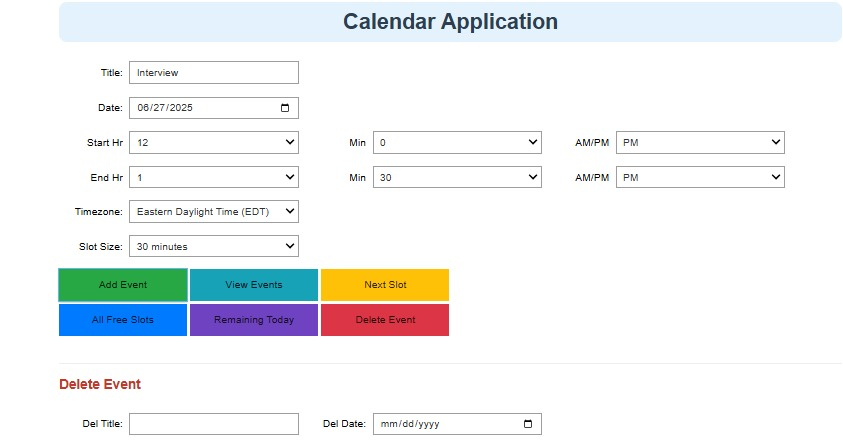 Calendar Application
Title: Interview
Date: 06/27/2025
Start Hr 12 Min 0 AM/PM PM
End Hr 1 Min 30 AM/PM PM
Timezone: Eastern Daylight Time (EDT)
Slot Size: 30 minutes
Add Event View Events Next Slot
All Free Slots Remaining Today Delete Event
Delete Event
Del Title: Del Date: mm/dd/yyyy